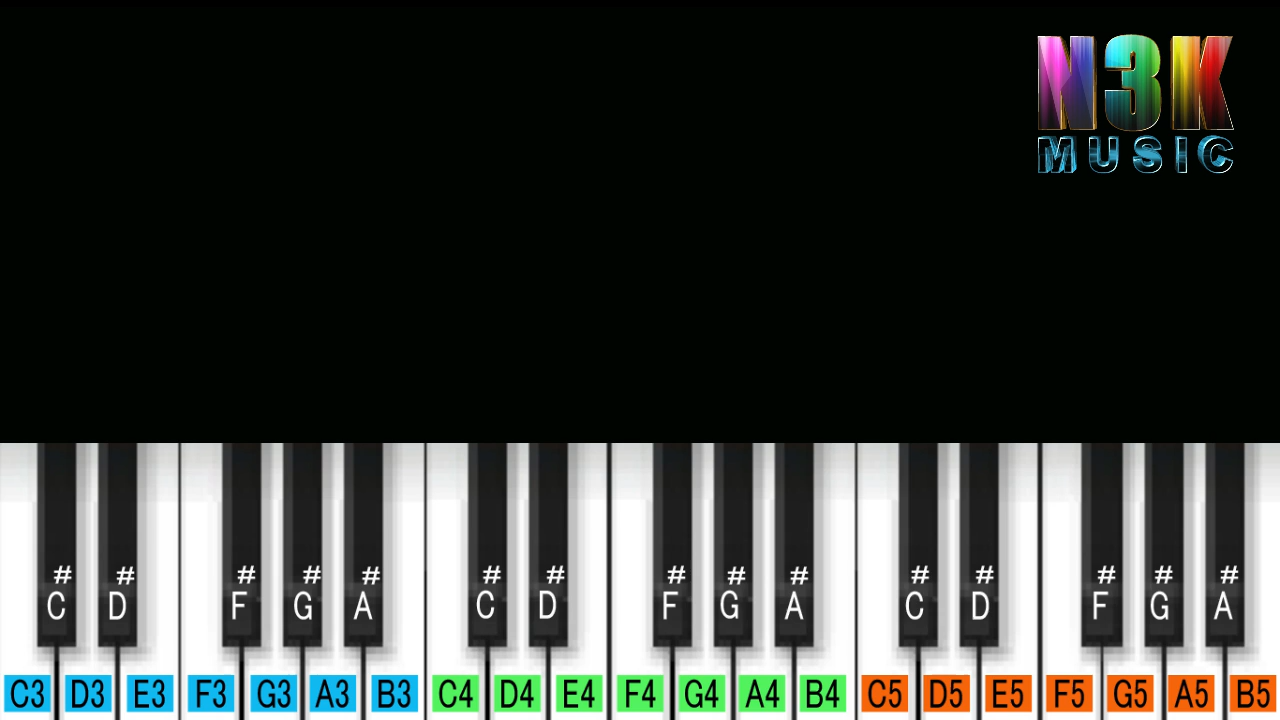 N3K
MUSIC
# # # # # # # # # # # # # # #
C D F G A C D F G A C D F G A
C3 D3 E3 F3 G3 A3 B3 C4 D4 E4 F4 G4 A4 B4 C5 D5 E5 F5 G5 A5 B5